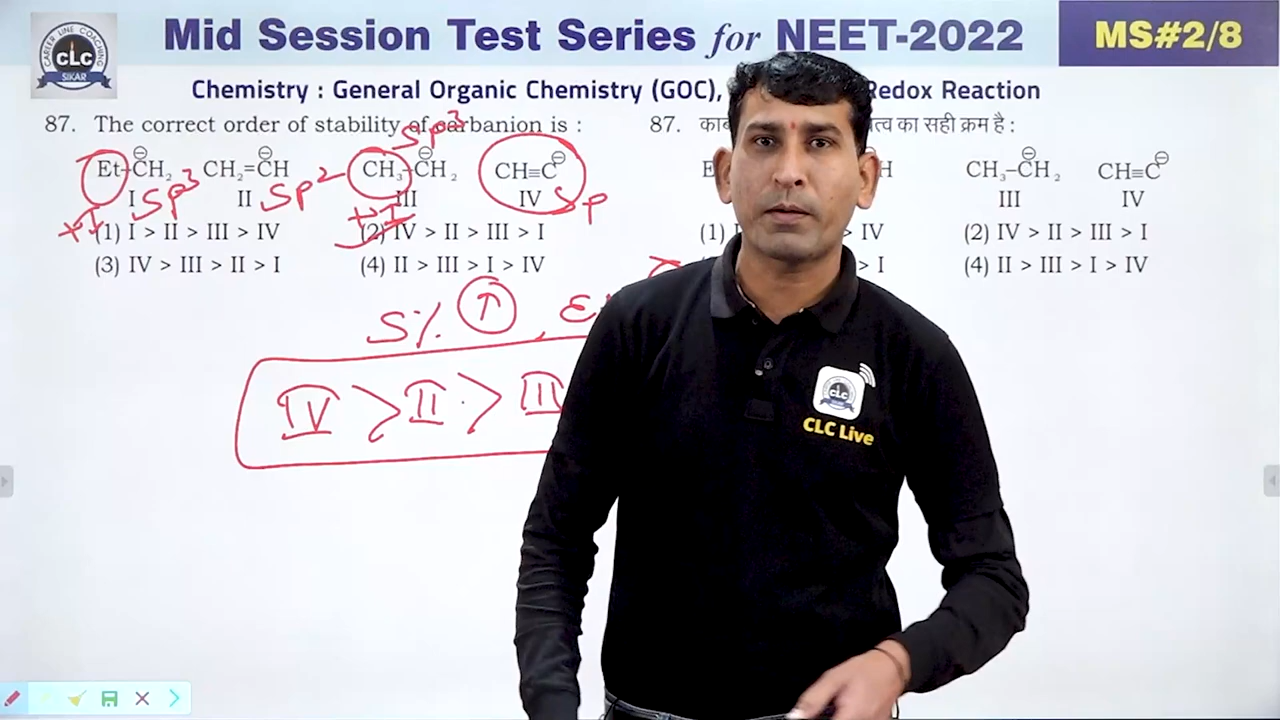 Mid Session Test Series for NEET-2022
MS#2/8
CAREER LINE COACHING
CLC
SIKAR
Chemistry : General Organic Chemistry (GOC),
Redox Reaction
87. The correct order of stability of carbanion is :
sp³
Et–C⊖H₂ CH₂=C⊖H CH₃–C⊖H₂ CH≡C⊖
I sp³ II sp² III sp³ IV sp
+I +I
(1) I > II > III > IV (2) IV > II > III > I
(3) IV > III > II > I (4) II > III > I > IV
S% ↑ ,
IV > II > III
87.
का सही क्रम है :
E
H CH₃–C⊖H₂ CH≡C⊖
III IV
(1) I
> IV (2) IV > II > III > I
> I (4) II > III > I > IV
CLC
CLC Live